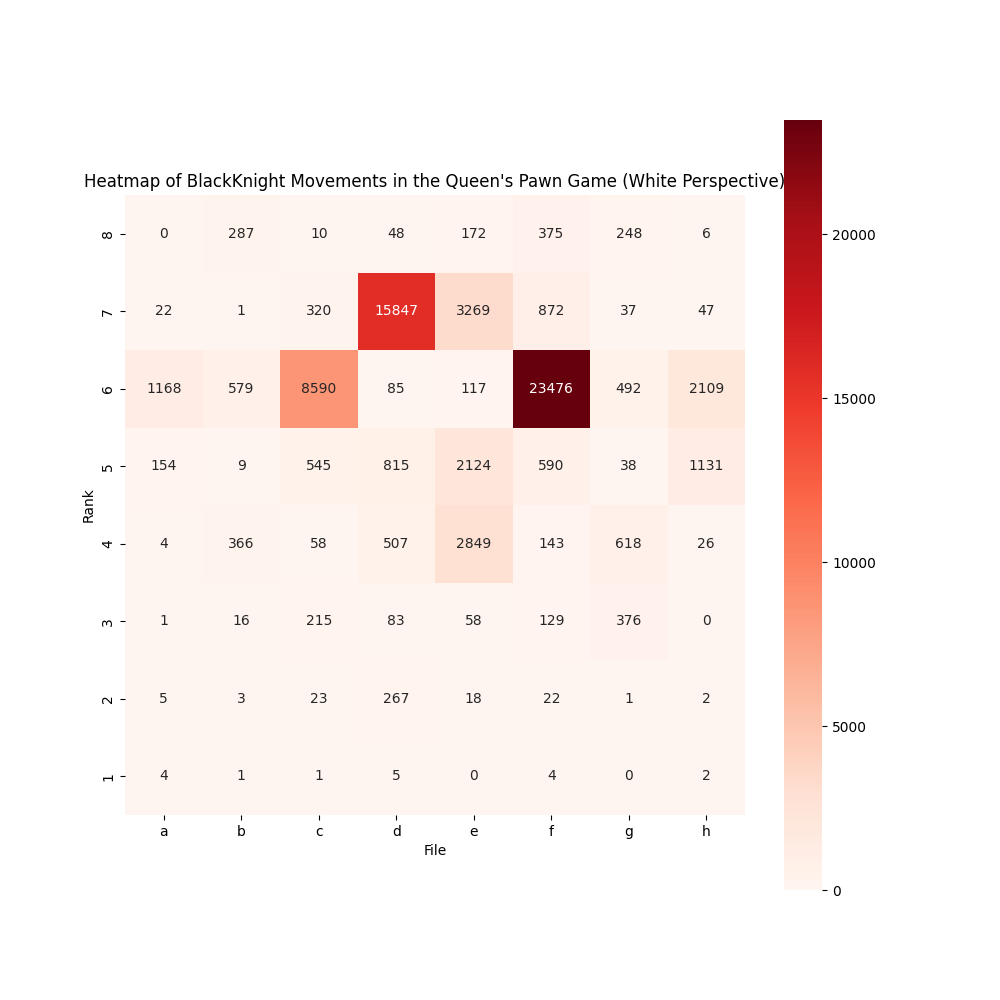 Heatmap of BlackKnight Movements in the Queen's Pawn Game (White Perspective)
8 0 287 10 48 172 375 248 6
7 22 1 320 15847 3269 872 37 47
6 1168 579 8590 85 117 23476 492 2109
5 154 9 545 815 2124 590 38 1131
4 4 366 58 507 2849 143 618 26
3 1 16 215 83 58 129 376 0
2 5 3 23 267 18 22 1 2
1 4 1 1 5 0 4 0 2
a b c d e f g h
File
Rank
20000
15000
10000
5000
0